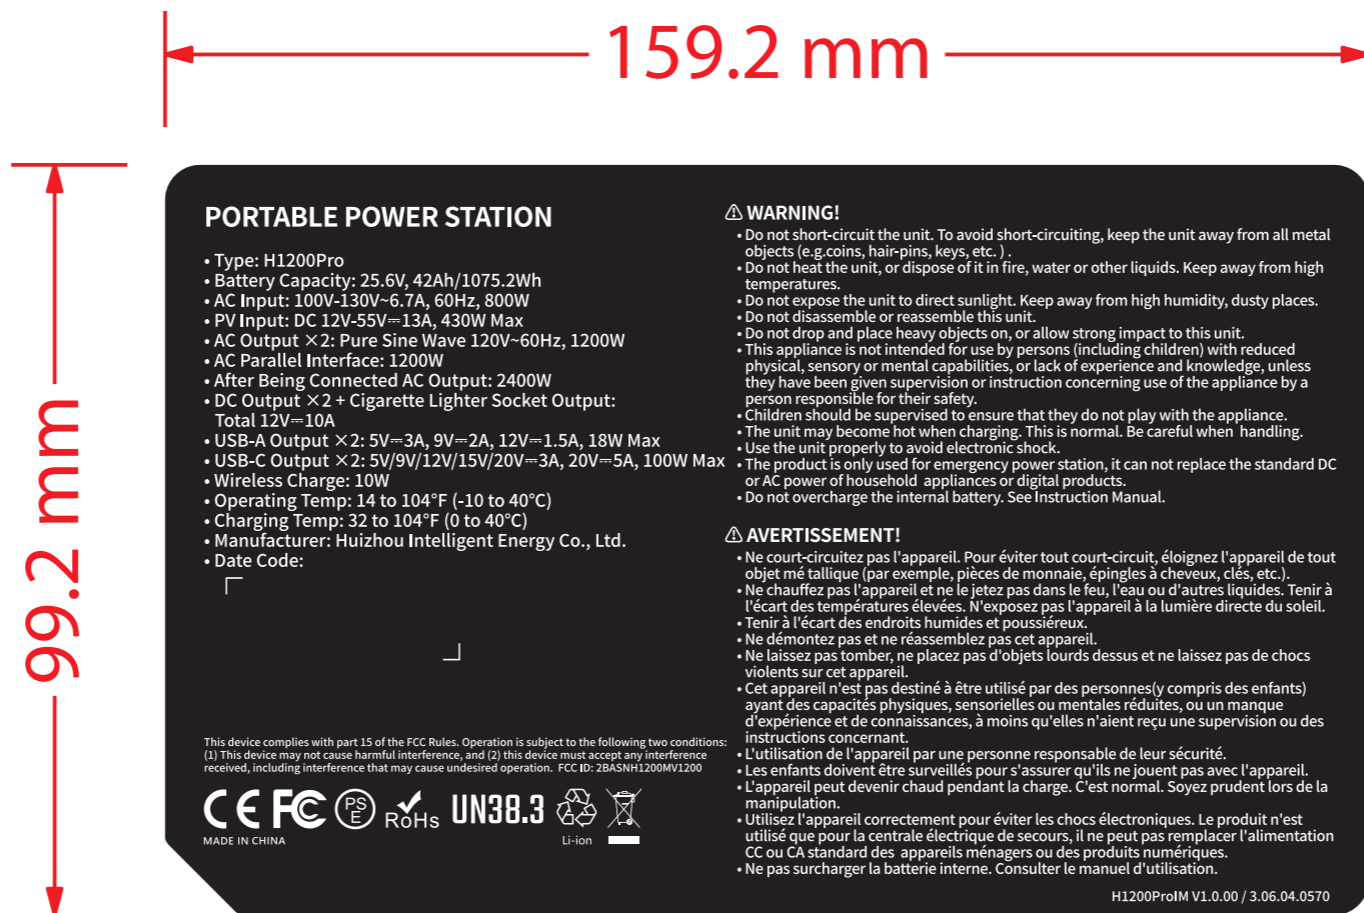 159.2 mm
99.2 mm
PORTABLE POWER STATION
• Type: H1200Pro
• Battery Capacity: 25.6V, 42Ah/1075.2Wh
• AC Input: 100V-130V~6.7A, 60Hz, 800W
• PV Input: DC 12V-55V⎓13A, 430W Max
• AC Output ×2: Pure Sine Wave 120V~60Hz, 1200W
• AC Parallel Interface: 1200W
• After Being Connected AC Output: 2400W
• DC Output ×2 + Cigarette Lighter Socket Output:
Total 12V⎓10A
• USB-A Output ×2: 5V⎓3A, 9V⎓2A, 12V⎓1.5A, 18W Max
• USB-C Output ×2: 5V/9V/12V/15V/20V⎓3A, 20V⎓5A, 100W Max
• Wireless Charge: 10W
• Operating Temp: 14 to 104°F (-10 to 40°C)
• Charging Temp: 32 to 104°F (0 to 40°C)
• Manufacturer: Huizhou Intelligent Energy Co., Ltd.
• Date Code:
This device complies with part 15 of the FCC Rules. Operation is subject to the following two conditions:
(1) This device may not cause harmful interference, and (2) this device must accept any interference
received, including interference that may cause undesired operation. FCC ID: 2BASNH1200MV1200
CE FC PS E RoHs UN38.3
MADE IN CHINA
Li-ion
⚠ WARNING!
• Do not short-circuit the unit. To avoid short-circuiting, keep the unit away from all metal
objects (e.g.coins, hair-pins, keys, etc. ) .
• Do not heat the unit, or dispose of it in fire, water or other liquids. Keep away from high
temperatures.
• Do not expose the unit to direct sunlight. Keep away from high humidity, dusty places.
• Do not disassemble or reassemble this unit.
• Do not drop and place heavy objects on, or allow strong impact to this unit.
• This appliance is not intended for use by persons (including children) with reduced
physical, sensory or mental capabilities, or lack of experience and knowledge, unless
they have been given supervision or instruction concerning use of the appliance by a
person responsible for their safety.
• Children should be supervised to ensure that they do not play with the appliance.
• The unit may become hot when charging. This is normal. Be careful when handling.
• Use the unit properly to avoid electronic shock.
• The product is only used for emergency power station, it can not replace the standard DC
or AC power of household appliances or digital products.
• Do not overcharge the internal battery. See Instruction Manual.
⚠ AVERTISSEMENT!
• Ne court-circuitez pas l'appareil. Pour éviter tout court-circuit, éloignez l'appareil de tout
objet mé tallique (par exemple, pièces de monnaie, épingles à cheveux, clés, etc.).
• Ne chauffez pas l'appareil et ne le jetez pas dans le feu, l'eau ou d'autres liquides. Tenir à
l'écart des températures élevées. N'exposez pas l'appareil à la lumière directe du soleil.
• Tenir à l'écart des endroits humides et poussiéreux.
• Ne démontez pas et ne réassemblez pas cet appareil.
• Ne laissez pas tomber, ne placez pas d'objets lourds dessus et ne laissez pas de chocs
violents sur cet appareil.
• Cet appareil n'est pas destiné à être utilisé par des personnes(y compris des enfants)
ayant des capacités physiques, sensorielles ou mentales réduites, ou un manque
d'expérience et de connaissances, à moins qu'elles n'aient reçu une supervision ou des
instructions concernant.
• L'utilisation de l'appareil par une personne responsable de leur sécurité.
• Les enfants doivent être surveillés pour s'assurer qu'ils ne jouent pas avec l'appareil.
• L'appareil peut devenir chaud pendant la charge. C'est normal. Soyez prudent lors de la
manipulation.
• Utilisez l'appareil correctement pour éviter les chocs électroniques. Le produit n'est
utilisé que pour la centrale électrique de secours, il ne peut pas remplacer l'alimentation
CC ou CA standard des appareils ménagers ou des produits numériques.
• Ne pas surcharger la batterie interne. Consulter le manuel d'utilisation.
H1200ProIM V1.0.00 / 3.06.04.0570